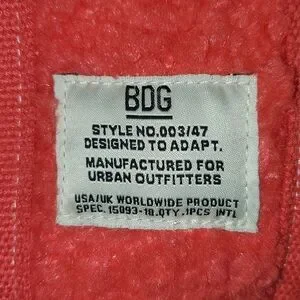 BDG
STYLE NO.003/47
DESIGNED TO ADAPT.
MANUFACTURED FOR
URBAN OUTFITTERS
USA/UK WORLDWIDE PRODUCT
SPEC. 15093-18.QTY.1PCS INTL